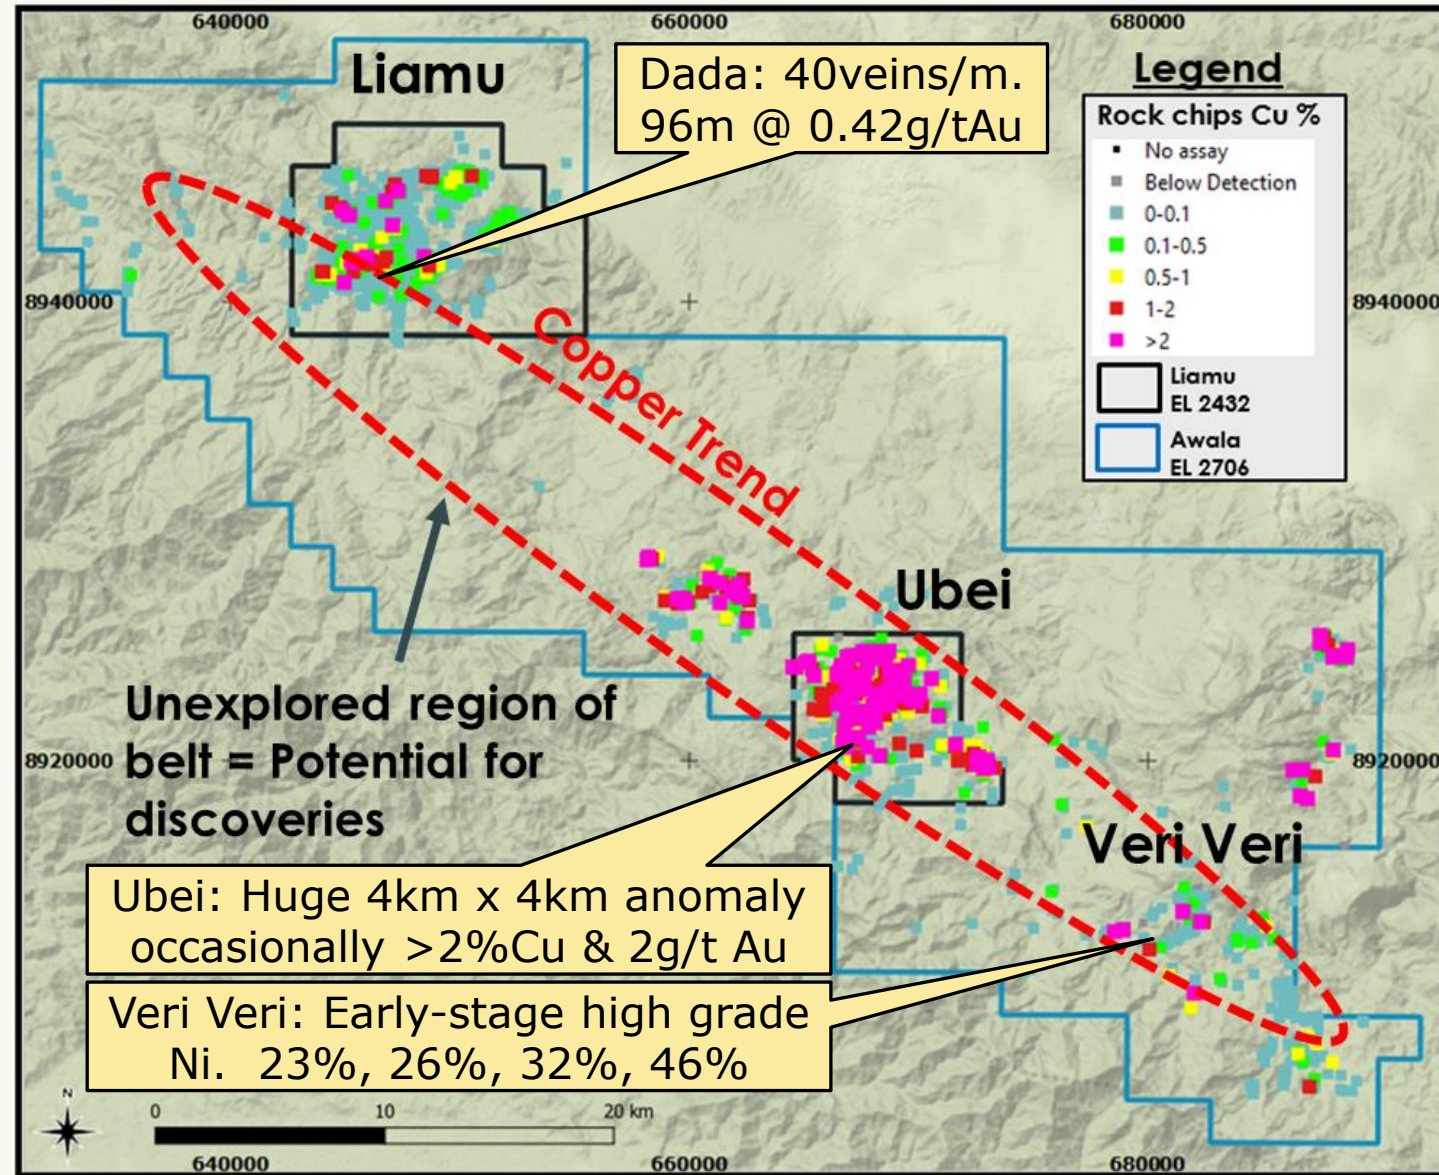 640000
660000
680000
Liamu
Dada: 40veins/m.
96m @ 0.42g/tAu
Legend
Rock chips Cu %
No assay
Below Detection
0-0.1
0.1-0.5
0.5-1
1-2
>2
Liamu
EL 2432
Awala
EL 2706
8940000
8940000
Copper Trend
Ubei
Unexplored region of
belt = Potential for
discoveries
8920000
8920000
Veri Veri
Ubei: Huge 4km x 4km anomaly
occasionally >2%Cu & 2g/t Au
Veri Veri: Early-stage high grade
Ni. 23%, 26%, 32%, 46%
N
0
10
20 km
640000
660000
680000